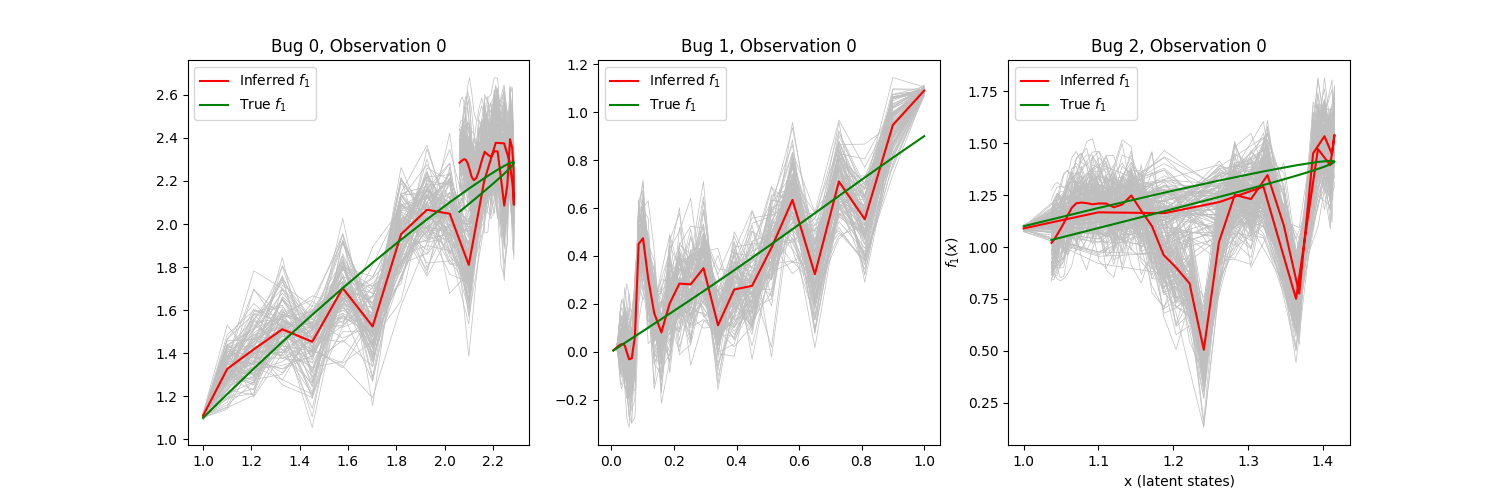 Bug 0, Observation 0
Inferred f₁
True f₁
2.6
2.4
2.2
2.0
1.8
1.6
1.4
1.2
1.0
1.0 1.2 1.4 1.6 1.8 2.0 2.2
Bug 1, Observation 0
Inferred f₁
True f₁
1.2
1.0
0.8
0.6
0.4
0.2
0.0
−0.2
0.0 0.2 0.4 0.6 0.8 1.0
Bug 2, Observation 0
Inferred f₁
True f₁
f₁(x)
1.75
1.50
1.25
1.00
0.75
0.50
0.25
1.0 1.1 1.2 1.3 1.4
x (latent states)